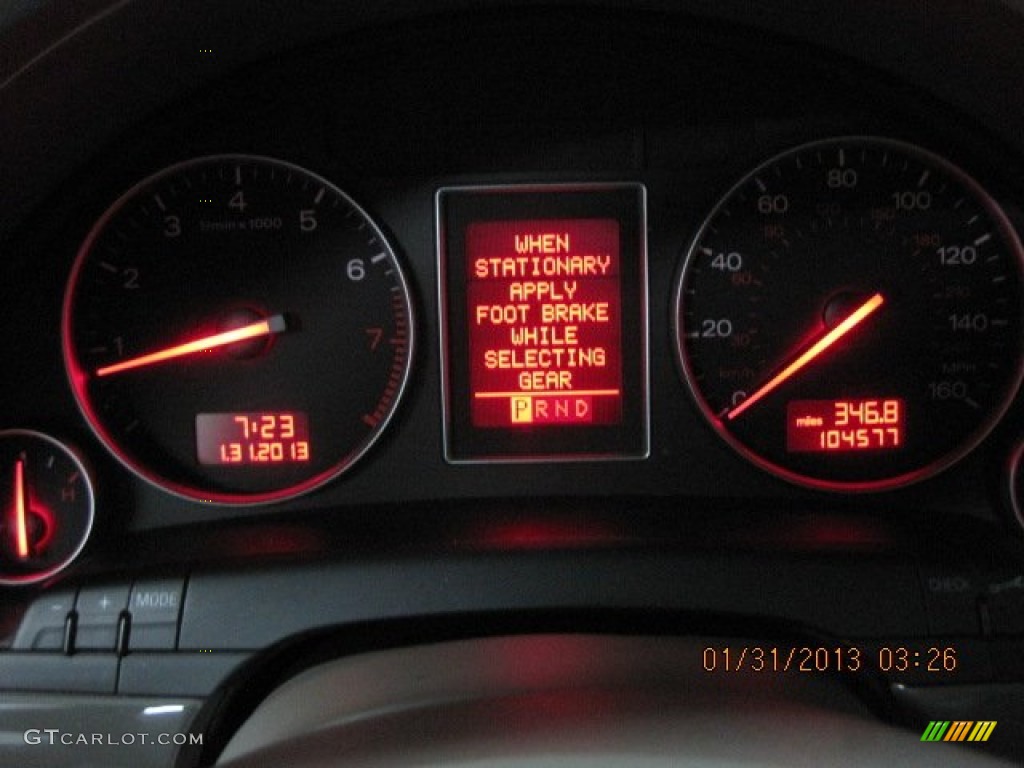 4
3
5
1/min x 1000
2
6
1
7
7:23
1.31.2013
H
WHEN
STATIONARY
APPLY
FOOT BRAKE
WHILE
SELECTING
GEAR
P R N D
80
60
100
40
120
20
140
MPH
km/h
160
0
miles 346.8
104577
- + MODE
CHECK
01/31/2013 03:26
GTCARLOT.COM